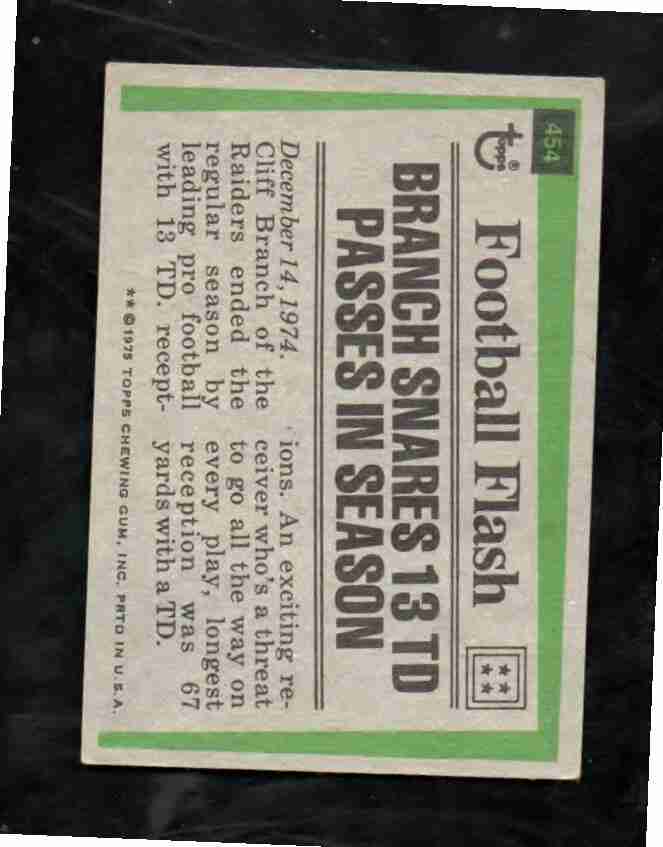 454
topps®
Football Flash
BRANCH SNARES 13 TD
PASSES IN SEASON
December 14, 1974.
Cliff Branch of the
Raiders ended the
regular season by
leading pro football
with 13 TD. recept-
ions. An exciting re-
ceiver who's a threat
to go all the way on
every play, longest
reception was 67
yards with a TD.
**©1975 TOPPS CHEWING GUM, INC. PRTD IN U.S.A.